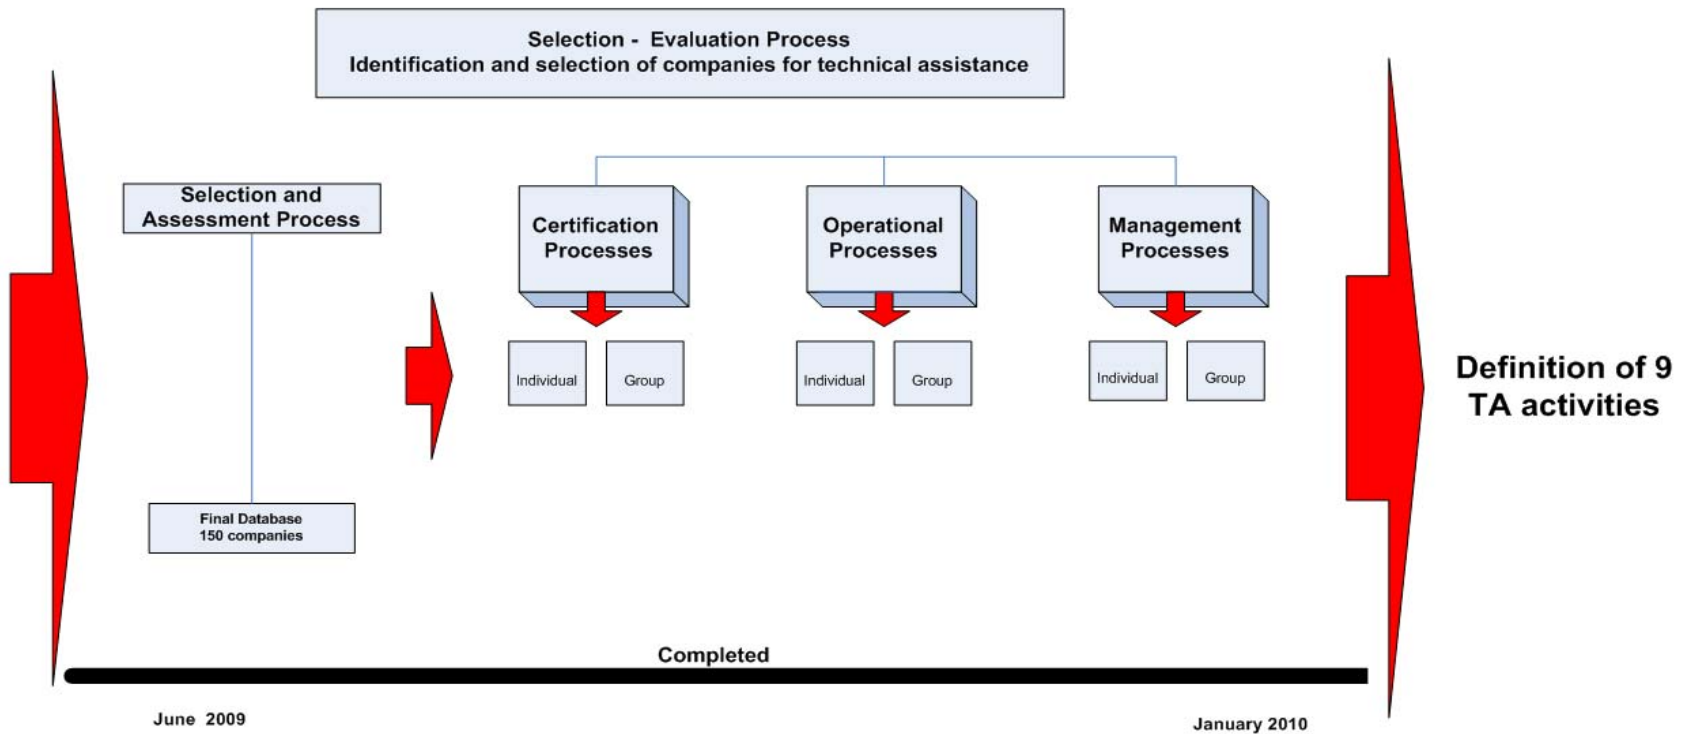 Selection - Evaluation Process
Identification and selection of companies for technical assistance
Selection and
Assessment Process
Certification
Processes
Operational
Processes
Management
Processes
Individual
Group
Individual
Group
Individual
Group
Definition of 9
TA activities
Final Database
150 companies
Completed
June 2009
January 2010